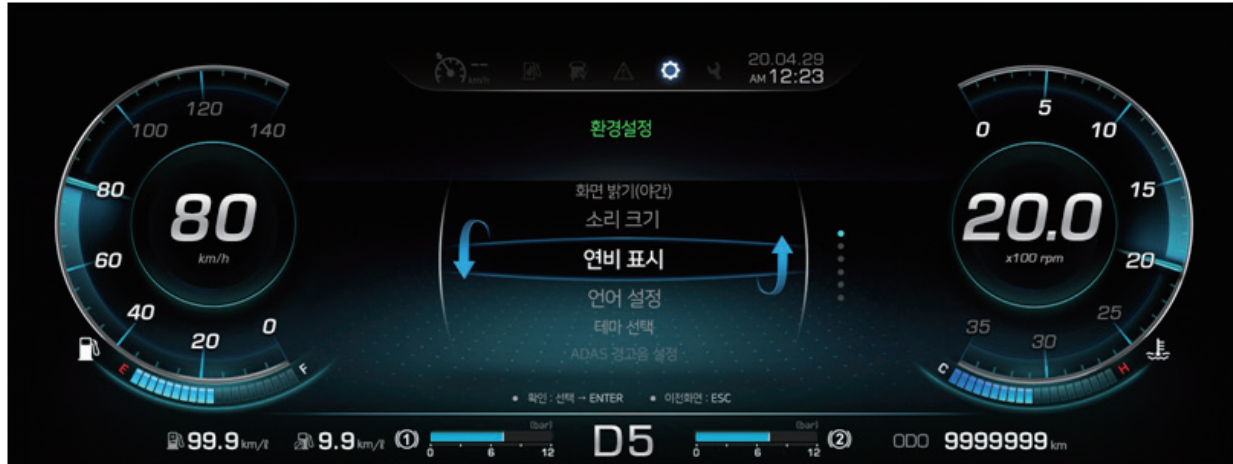 --
km/h
20.04.29
AM 12:23
환경설정
화면 밝기(야간)
소리 크기
연비 표시
언어 설정
테마 선택
ADAS 경고음 설정
• 확인 : 선택 → ENTER • 이전화면 : ESC
0
20
40
60
80
100
120
140
80
km/h
E
F
0
5
10
15
20
25
30
35
20.0
x100 rpm
C
H
99.9 km/ℓ
9.9 km/ℓ
(1)
(bar)
0 6 12
D5
(bar)
0 6 12
(2)
ODO 9999999 km